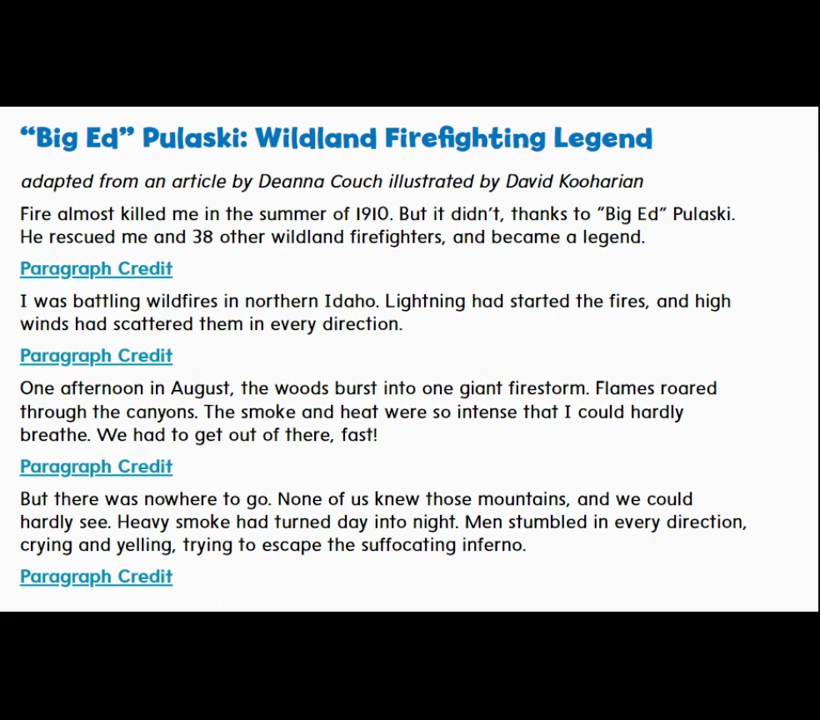 “Big Ed” Pulaski: Wildland Firefighting Legend
adapted from an article by Deanna Couch illustrated by David Kooharian
Fire almost killed me in the summer of 1910. But it didn’t, thanks to “Big Ed” Pulaski.
He rescued me and 38 other wildland firefighters, and became a legend.
Paragraph Credit
I was battling wildfires in northern Idaho. Lightning had started the fires, and high
winds had scattered them in every direction.
Paragraph Credit
One afternoon in August, the woods burst into one giant firestorm. Flames roared
through the canyons. The smoke and heat were so intense that I could hardly
breathe. We had to get out of there, fast!
Paragraph Credit
But there was nowhere to go. None of us knew those mountains, and we could
hardly see. Heavy smoke had turned day into night. Men stumbled in every direction,
crying and yelling, trying to escape the suffocating inferno.
Paragraph Credit